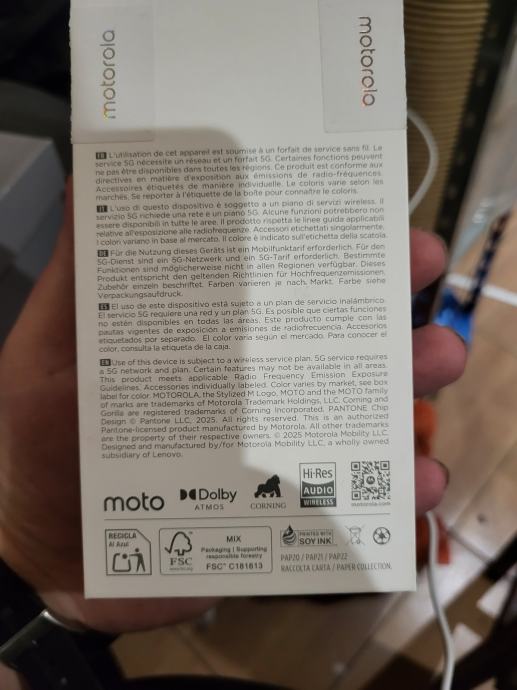 motorola
motorola
FR L'utilisation de cet appareil est soumise à un forfait de service sans fil. Le
service 5G nécessite un réseau et un forfait 5G. Certaines fonctions peuvent
ne pas être disponibles dans toutes les régions. Ce produit est conforme aux
directives en matière d'exposition aux émissions de radio-fréquences.
Accessoires étiquetés de manière individuelle. Le coloris varie selon les
marchés. Se reporter à l'étiquette de la boîte pour connaître le coloris.
IT L'uso di questo dispositivo è soggetto a un piano di servizi wireless. Il
servizio 5G richiede una rete e un piano 5G. Alcune funzioni potrebbero non
essere disponibili in tutte le aree. Il prodotto rispetta le linee guida applicabili
relative all'esposizione alle radiofrequenze. Accessori etichettati singolarmente.
I colori variano in base al mercato. Il colore è indicato sull'etichetta della scatola.
DE Für die Nutzung dieses Geräts ist ein Mobilfunktarif erforderlich. Für den
5G-Dienst sind ein 5G-Netzwerk und ein 5G-Tarif erforderlich. Bestimmte
Funktionen sind möglicherweise nicht in allen Regionen verfügbar. Dieses
Produkt entspricht den geltenden Richtlinien für Hochfrequenzemissionen.
Zubehör einzeln beschriftet. Farben variieren je nach Markt. Farbe siehe
Verpackungsaufdruck.
ES El uso de este dispositivo está sujeto a un plan de servicio inalámbrico.
El servicio 5G requiere una red y un plan 5G. Es posible que ciertas funciones
no estén disponibles en todas las áreas. Este producto cumple con las
pautas vigentes de exposición a emisiones de radiofrecuencia. Accesorios
etiquetados por separado. El color varía según el mercado. Para conocer el
color, consulta la etiqueta de la caja.
EN Use of this device is subject to a wireless service plan. 5G service requires
a 5G network and plan. Certain features may not be available in all areas.
This product meets applicable Radio Frequency Emission Exposure
Guidelines. Accessories individually labeled. Color varies by market, see box
label for color. MOTOROLA, the Stylized M Logo, MOTO and the MOTO family
of marks are trademarks of Motorola Trademark Holdings, LLC. Corning and
Gorilla are registered trademarks of Corning Incorporated. PANTONE Chip
Design © Pantone LLC, 2025. All rights reserved. This is an authorized
Pantone-licensed product manufactured by Motorola. All other trademarks
are the property of their respective owners. © 2025 Motorola Mobility LLC.
Designed and manufactured by/for Motorola Mobility LLC, a wholly owned
subsidiary of Lenovo.
moto
Dolby
ATMOS
CORNING
Hi-Res
AUDIO
WIRELESS
motorola.com
RECICLA
Al Azul
FSC
www.fsc.org
MIX
Packaging | Supporting
responsible forestry
FSC® C181613
PRINTED WITH
SOY INK
PAP20 / PAP21 / PAP22
RACCOLTA CARTA / PAPER COLLECTION.